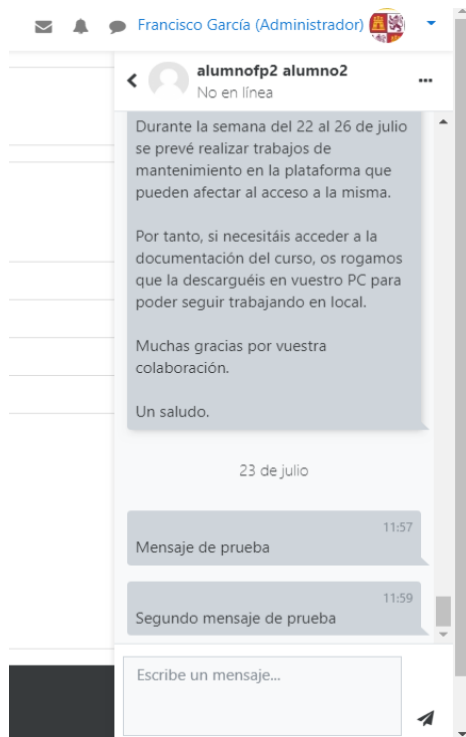 Francisco García (Administrador)
alumnofp2 alumno2
No en línea
Durante la semana del 22 al 26 de julio
se prevé realizar trabajos de
mantenimiento en la plataforma que
pueden afectar al acceso a la misma.
Por tanto, si necesitáis acceder a la
documentación del curso, os rogamos
que la descarguéis en vuestro PC para
poder seguir trabajando en local.
Muchas gracias por vuestra
colaboración.
Un saludo.
23 de julio
11:57
Mensaje de prueba
11:59
Segundo mensaje de prueba
Escribe un mensaje...